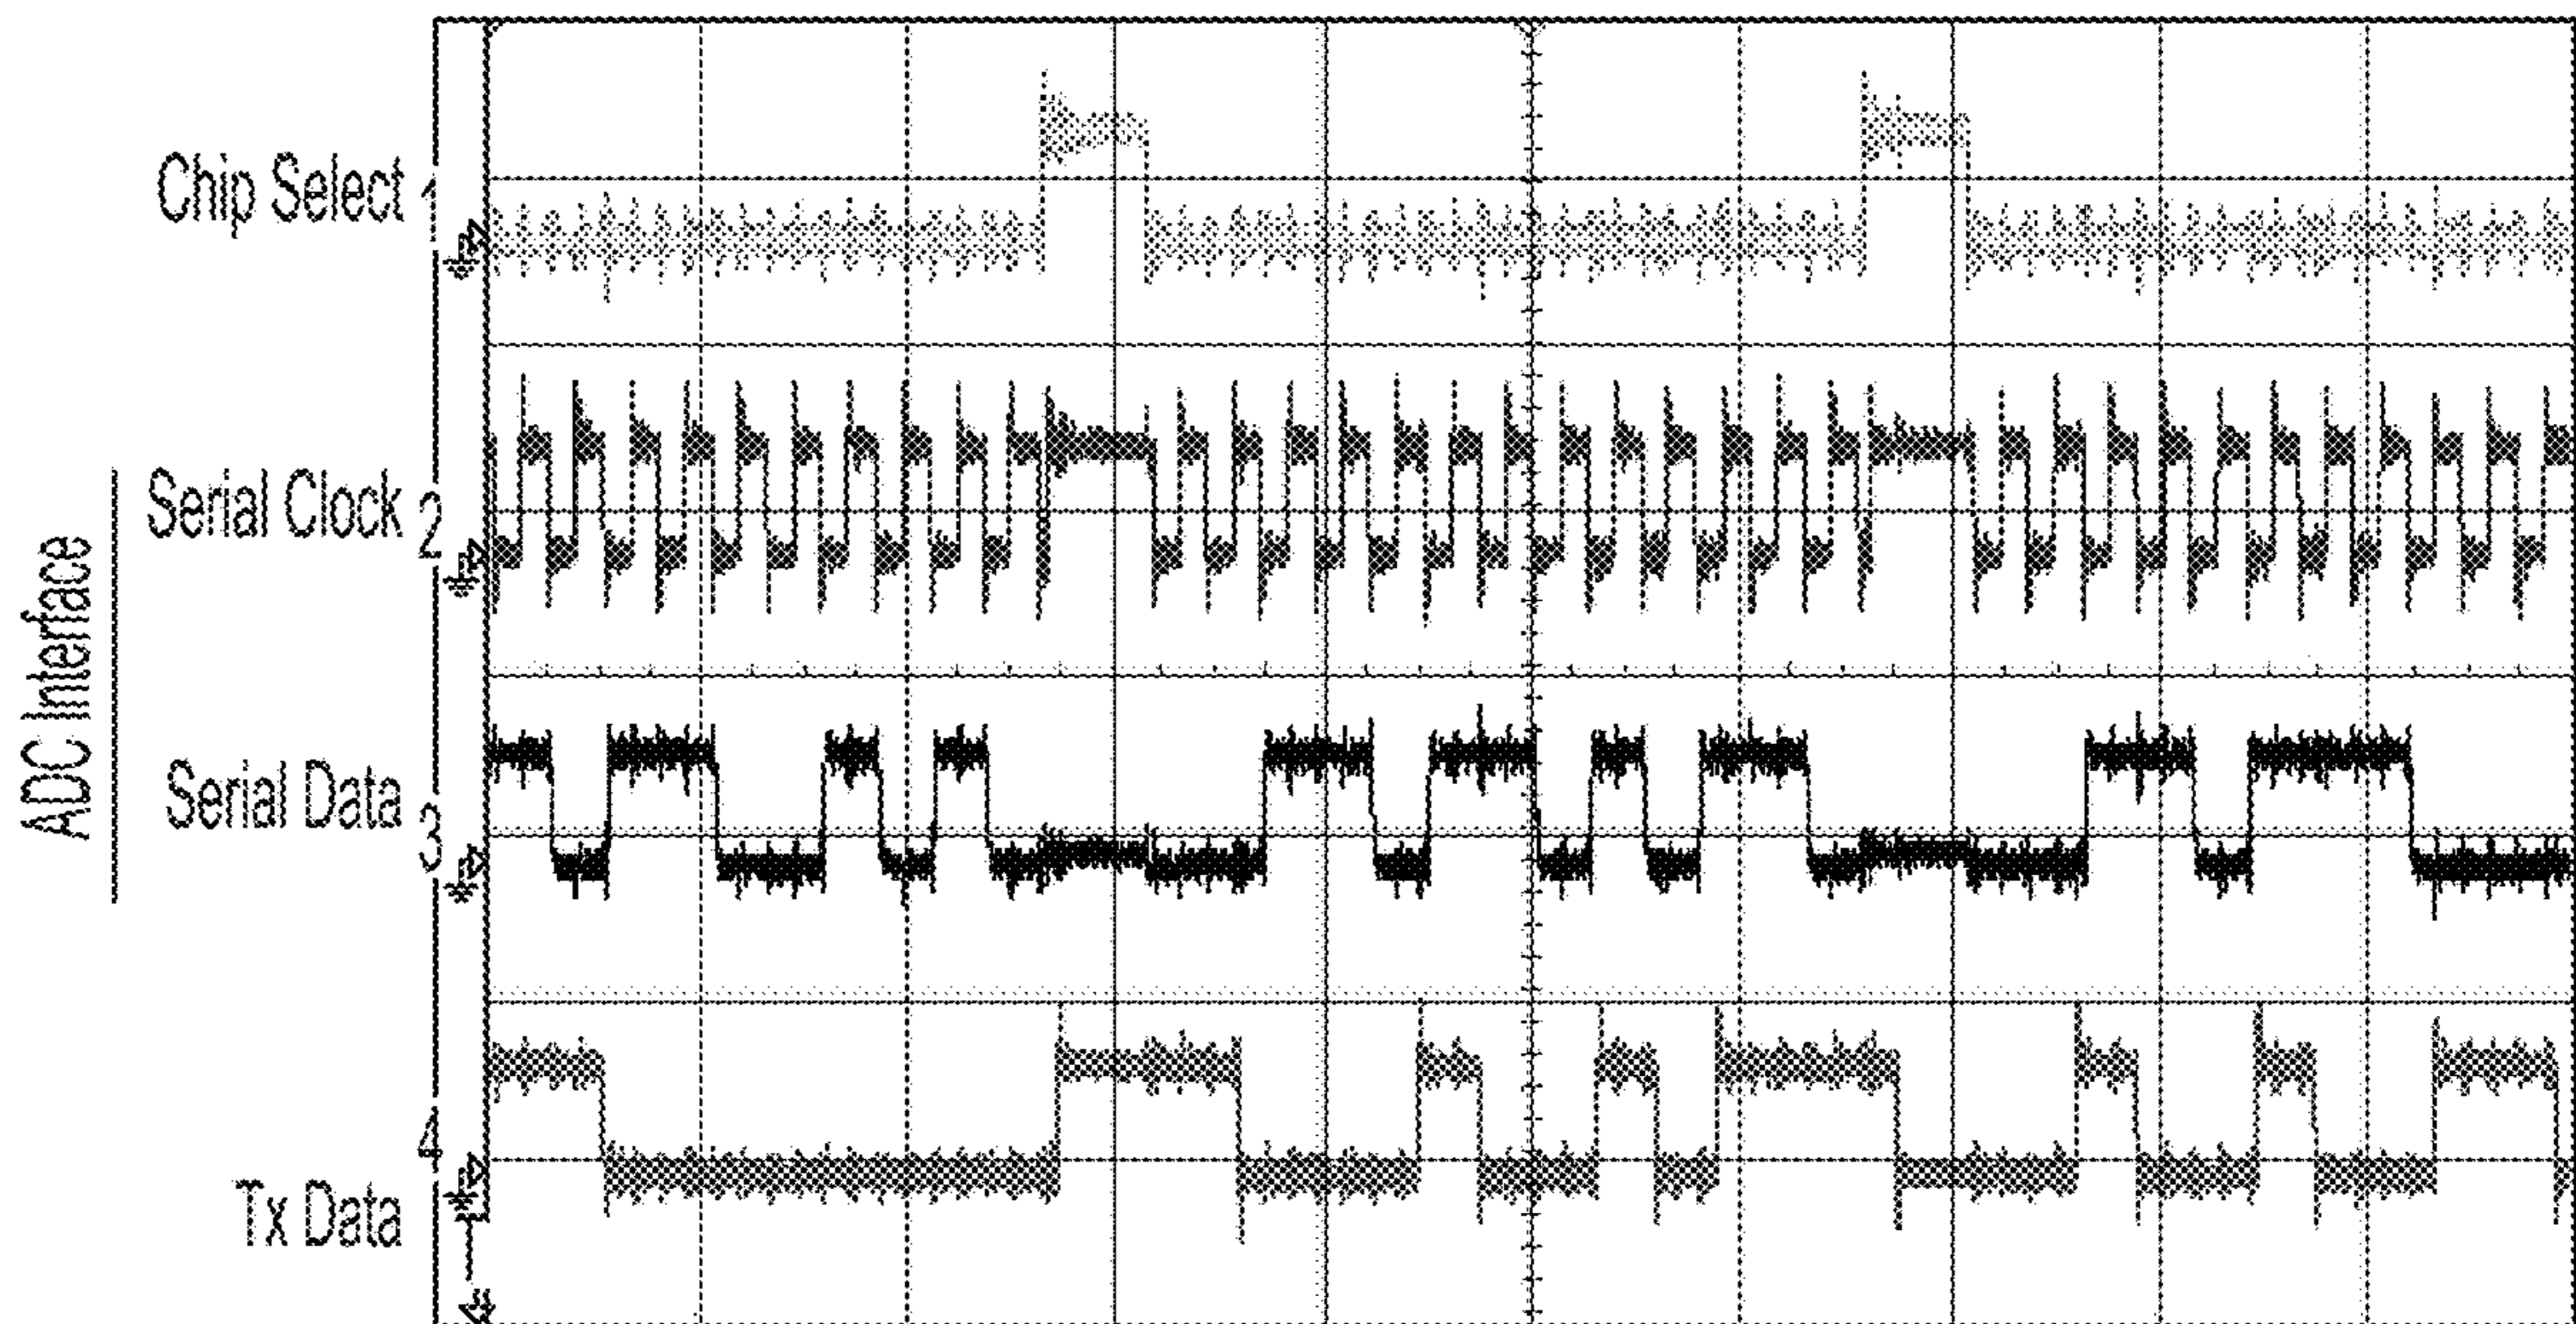 ADC Interface
Chip Select 1
Serial Clock 2
Serial Data 3
4
Tx Data